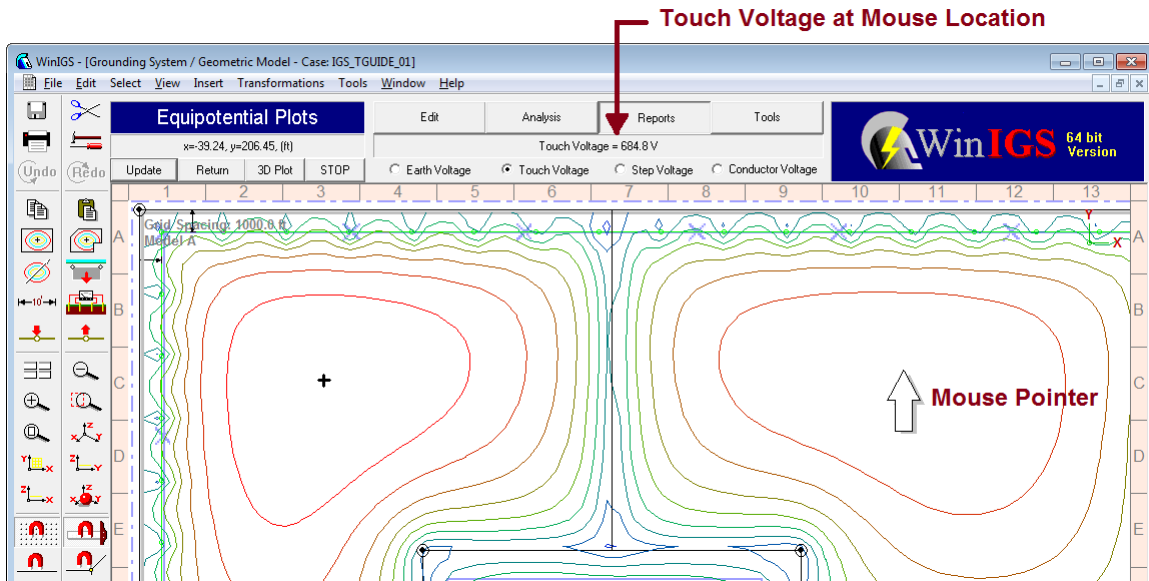 Touch Voltage at Mouse Location
WinIGS - [Grounding System / Geometric Model - Case: IGS_TGUIDE_01]
File Edit Select View Insert Transformations Tools Window Help
Equipotential Plots
Edit Analysis Reports Tools
x=-39.24, y=206.45, (ft)
Touch Voltage = 684.8 V
WinIGS 64 bit
Version
Undo Redo
Update Return 3D Plot STOP
Earth Voltage Touch Voltage Step Voltage Conductor Voltage
1 2 3 4 5 6 7 8 9 10 11 12 13
Grid Spacing: 1000.0 ft
Model A
Y
X
A A
B B
10'
C C
Mouse Pointer
D D
E E